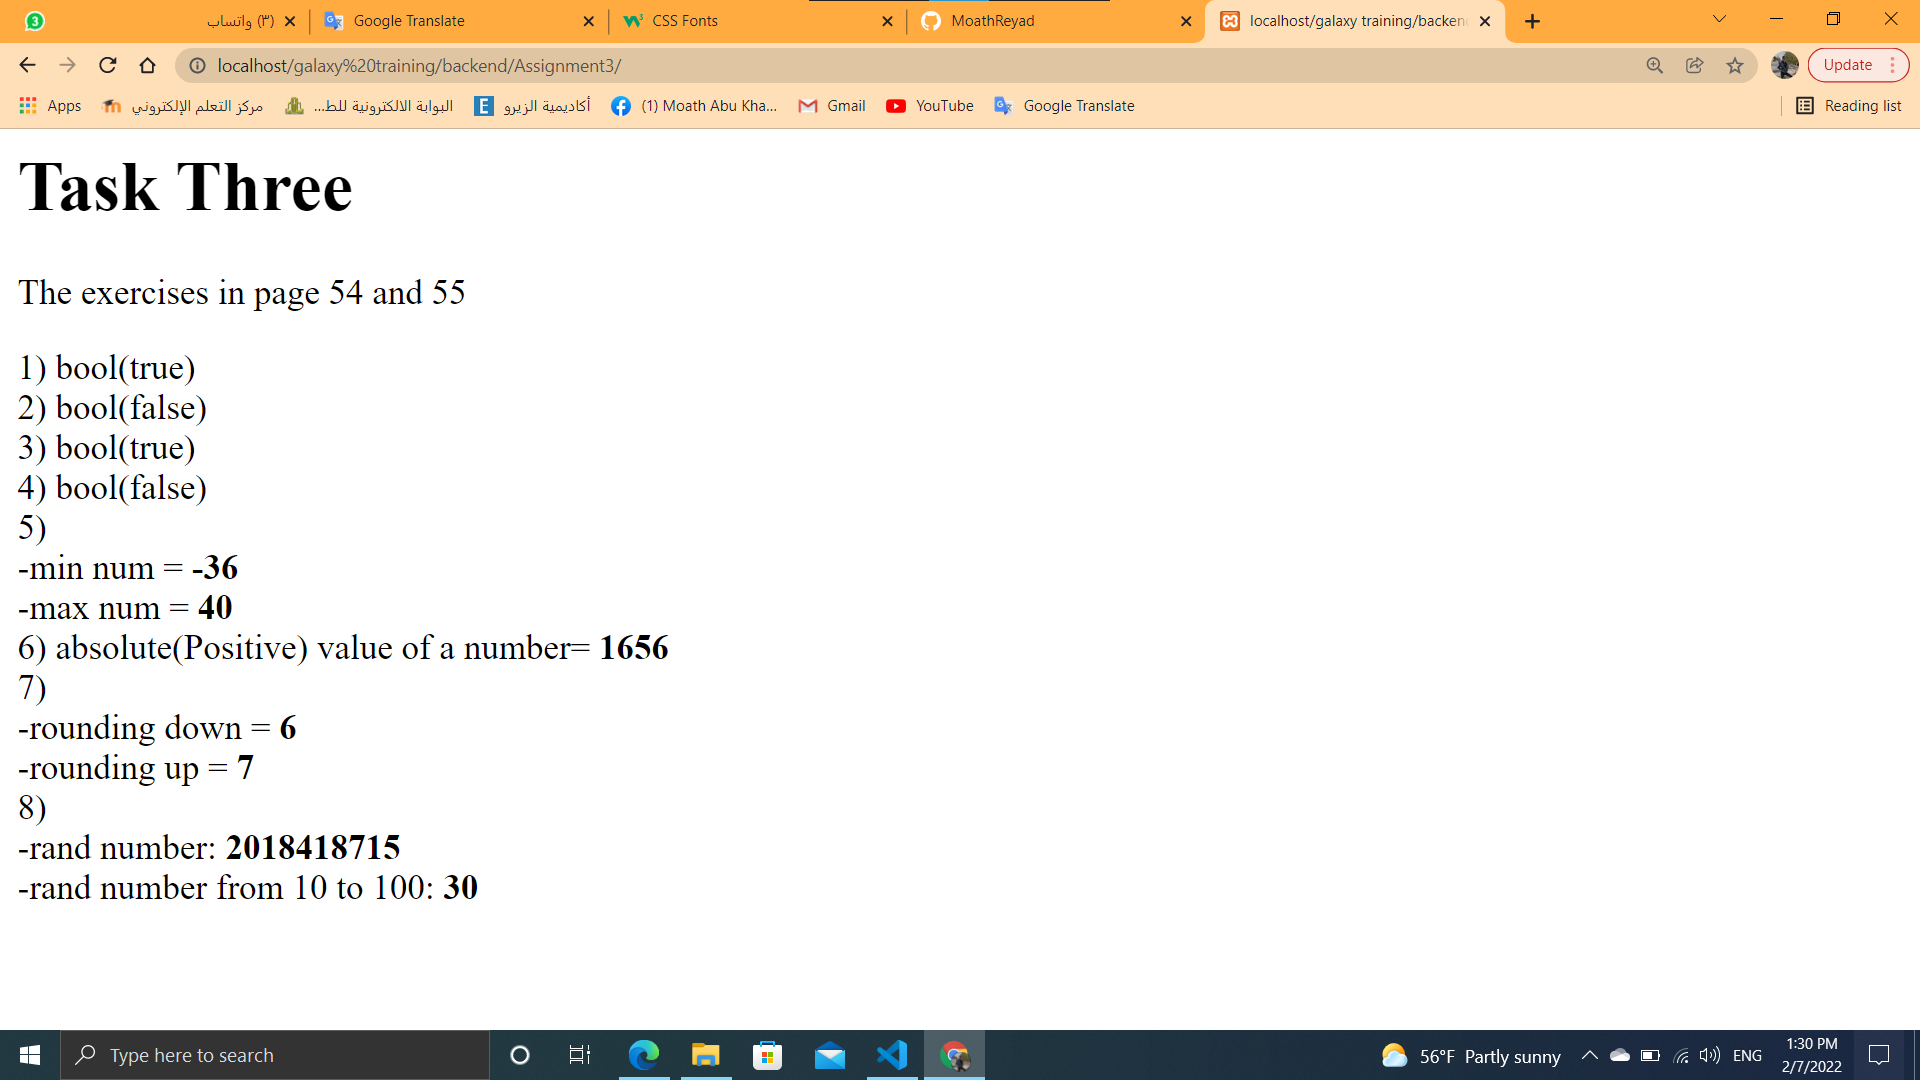 3
(٣) واتساب
Google Translate
CSS Fonts
MoathReyad
localhost/galaxy training/backen
localhost/galaxy%20training/backend/Assignment3/
Update
Apps
مركز التعلم الإلكتروني
البوابة الالكترونية للط...
E
أكاديمية الزيرو
(1) Moath Abu Kha...
Gmail
YouTube
Google Translate
Reading list
Task Three
The exercises in page 54 and 55
1) bool(true)
2) bool(false)
3) bool(true)
4) bool(false)
5)
-min num = -36
-max num = 40
6) absolute(Positive) value of a number= 1656
7)
-rounding down = 6
-rounding up = 7
8)
-rand number: 2018418715
-rand number from 10 to 100: 30
Type here to search
56°F Partly sunny
ENG
1:30 PM
2/7/2022